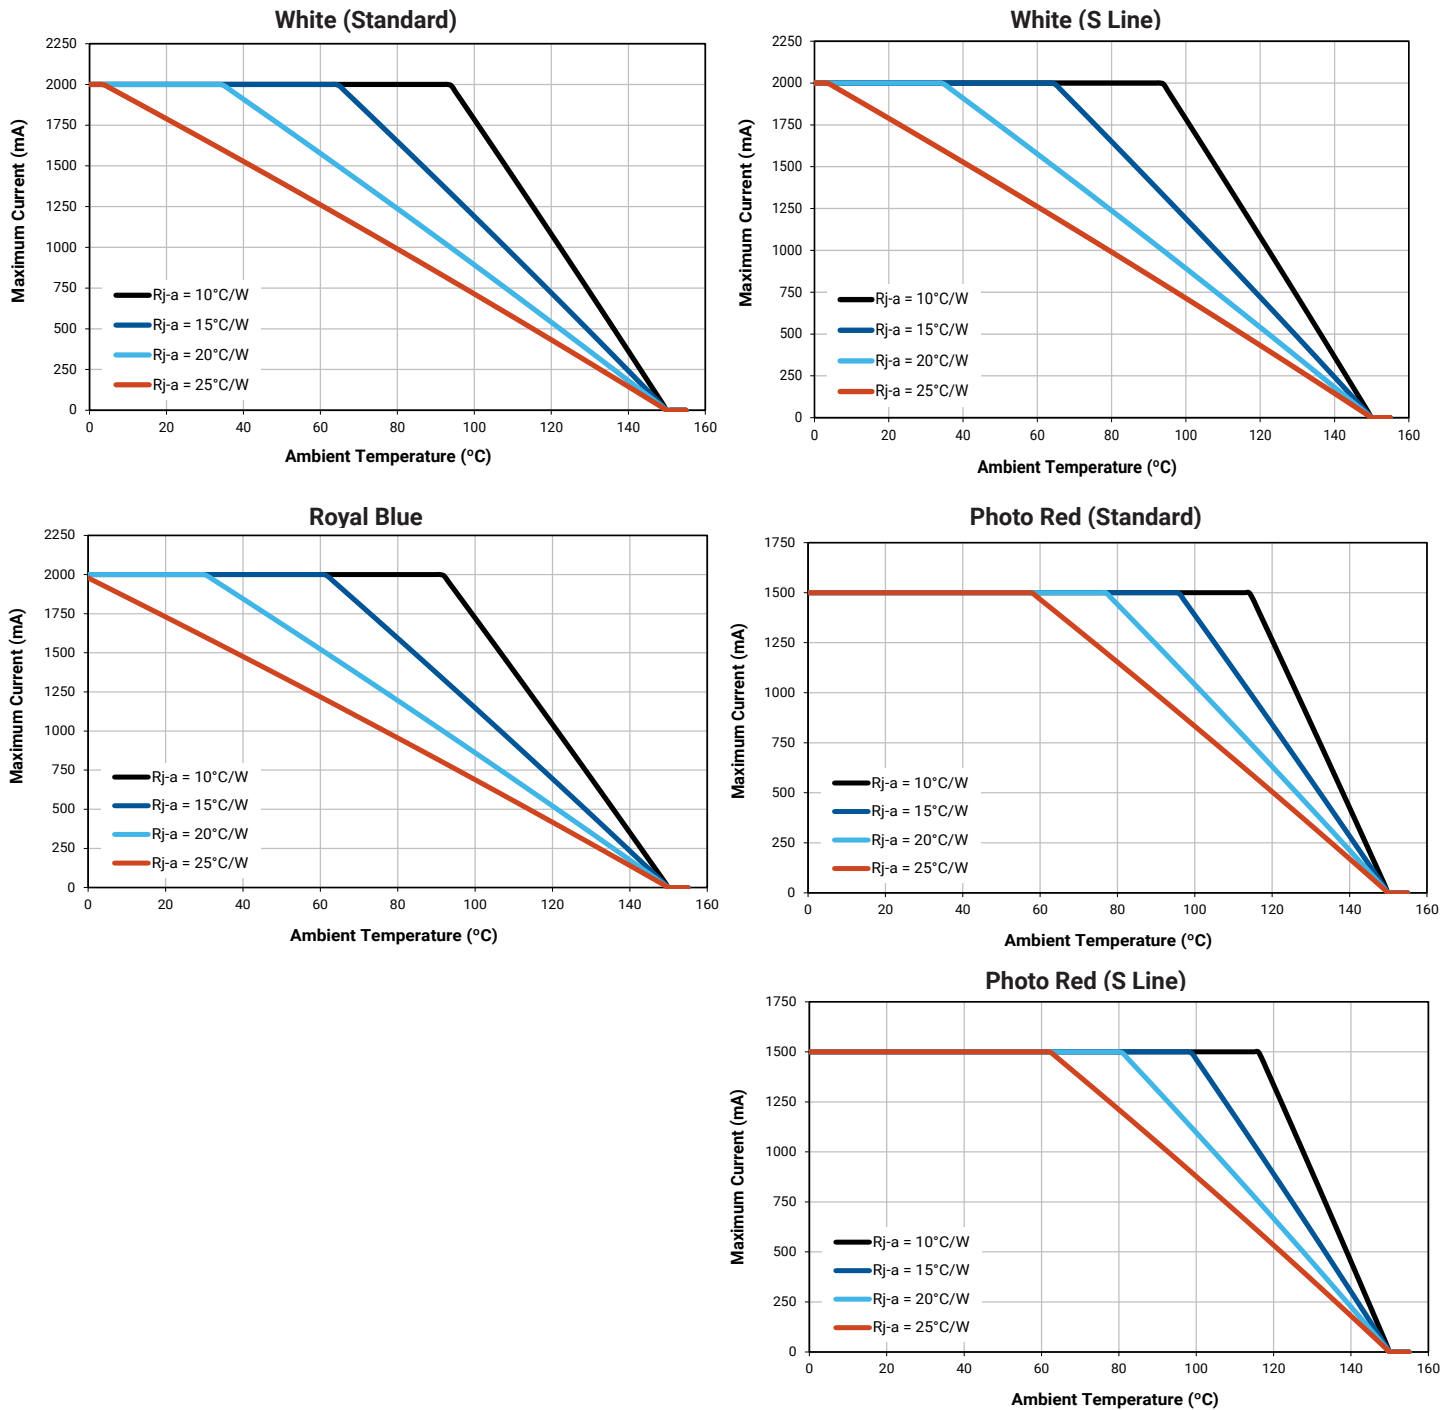 White (Standard)
Maximum Current (mA)
2250
2000
1750
1500
1250
1000
750
500
250
0
Rj-a = 10°C/W
Rj-a = 15°C/W
Rj-a = 20°C/W
Rj-a = 25°C/W
0 20 40 60 80 100 120 140 160
Ambient Temperature (ºC)
White (S Line)
Maximum Current (mA)
2250
2000
1750
1500
1250
1000
750
500
250
0
Rj-a = 10°C/W
Rj-a = 15°C/W
Rj-a = 20°C/W
Rj-a = 25°C/W
0 20 40 60 80 100 120 140 160
Ambient Temperature (ºC)
Royal Blue
Maximum Current (mA)
2250
2000
1750
1500
1250
1000
750
500
250
0
Rj-a = 10°C/W
Rj-a = 15°C/W
Rj-a = 20°C/W
Rj-a = 25°C/W
0 20 40 60 80 100 120 140 160
Ambient Temperature (ºC)
Photo Red (Standard)
Maximum Current (mA)
1750
1500
1250
1000
750
500
250
0
Rj-a = 10°C/W
Rj-a = 15°C/W
Rj-a = 20°C/W
Rj-a = 25°C/W
0 20 40 60 80 100 120 140 160
Ambient Temperature (ºC)
Photo Red (S Line)
Maximum Current (mA)
1750
1500
1250
1000
750
500
250
0
Rj-a = 10°C/W
Rj-a = 15°C/W
Rj-a = 20°C/W
Rj-a = 25°C/W
0 20 40 60 80 100 120 140 160
Ambient Temperature (ºC)